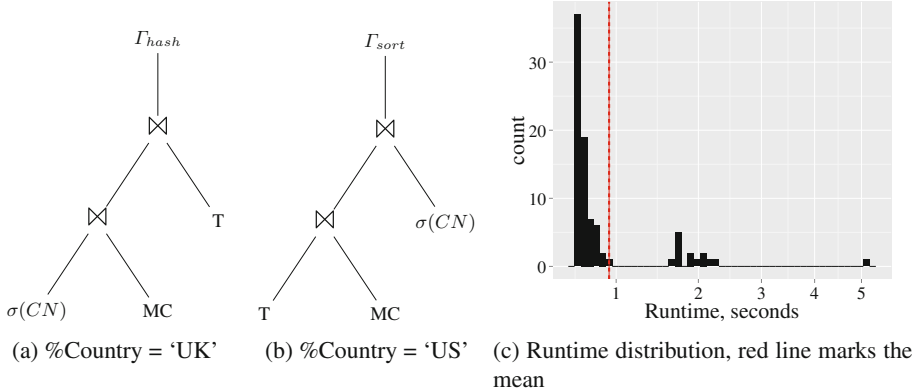 Γhash
⋈
⋈
T
σ(CN)
MC
(a) %Country = ‘UK’
Γsort
⋈
⋈
σ(CN)
T
MC
(b) %Country = ‘US’
30
20
10
0
count
1 2 3 4 5
Runtime, seconds
(c) Runtime distribution, red line marks the
mean